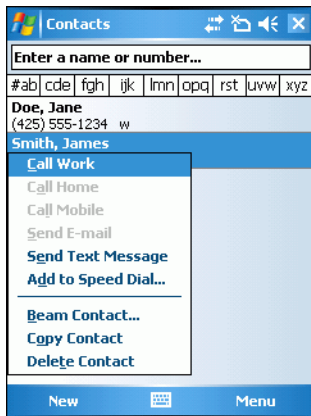 Contacts
Enter a name or number...
#ab cde fgh ijk lmn opq rst uvw xyz
Doe, Jane
(425) 555-1234 w
Smith, James
Call Work
Call Home
Call Mobile
Send E-mail
Send Text Message
Add to Speed Dial...
Beam Contact...
Copy Contact
Delete Contact
New Menu